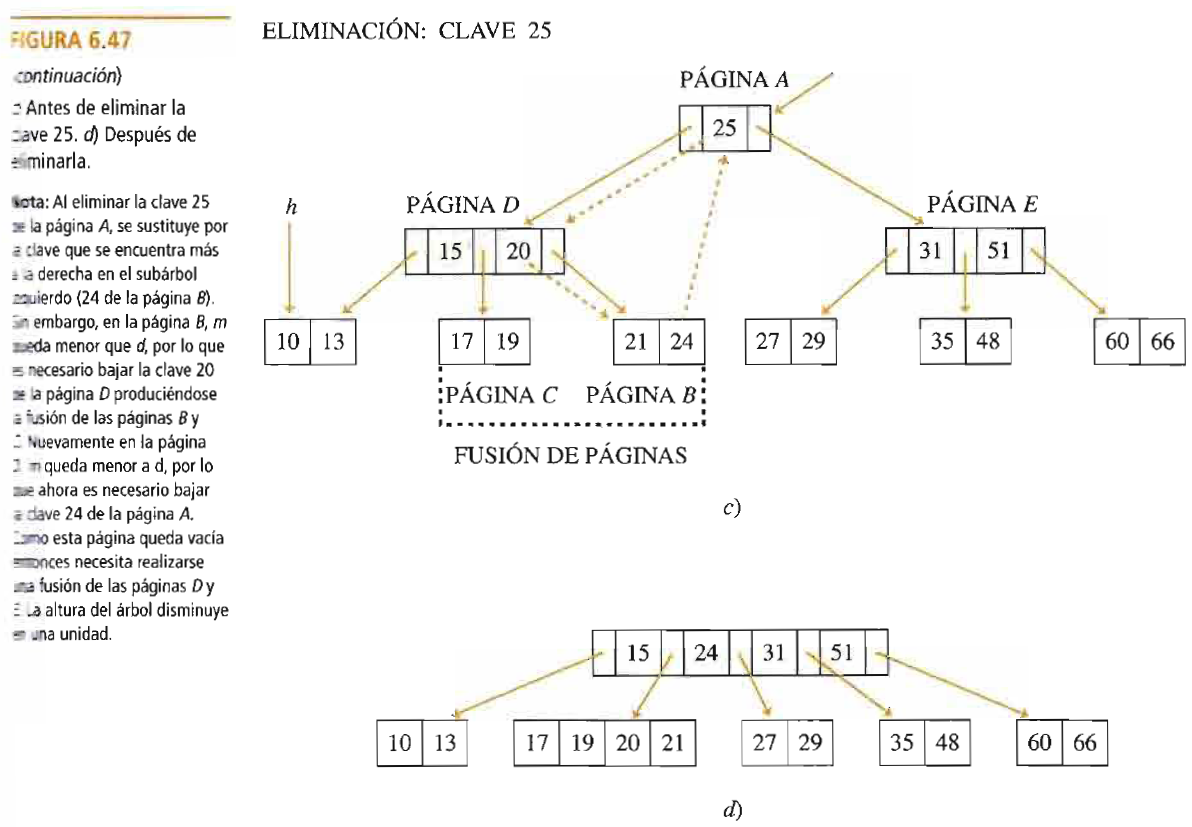 FIGURA 6.47
continuación)
Antes de eliminar la
clave 25. d) Después de
eliminarla.
Nota: Al eliminar la clave 25
de la página A, se sustituye por
la clave que se encuentra más
a la derecha en el subárbol
izquierdo (24 de la página B).
Sin embargo, en la página B, m
queda menor que d, por lo que
es necesario bajar la clave 20
de la página D produciéndose
la fusión de las páginas B y
Nuevamente en la página
m queda menor a d, por lo
que ahora es necesario bajar
la clave 24 de la página A.
Como esta página queda vacía
entonces necesita realizarse
una fusión de las páginas D y
La altura del árbol disminuye
en una unidad.
ELIMINACIÓN: CLAVE 25
PÁGINA A
25
h
PÁGINA D
PÁGINA E
15 20
31 51
10 13
17 19
21 24
27 29
35 48
60 66
PÁGINA C
PÁGINA B
FUSIÓN DE PÁGINAS
c)
15 24 31 51
10 13
17 19 20 21
27 29
35 48
60 66
d)